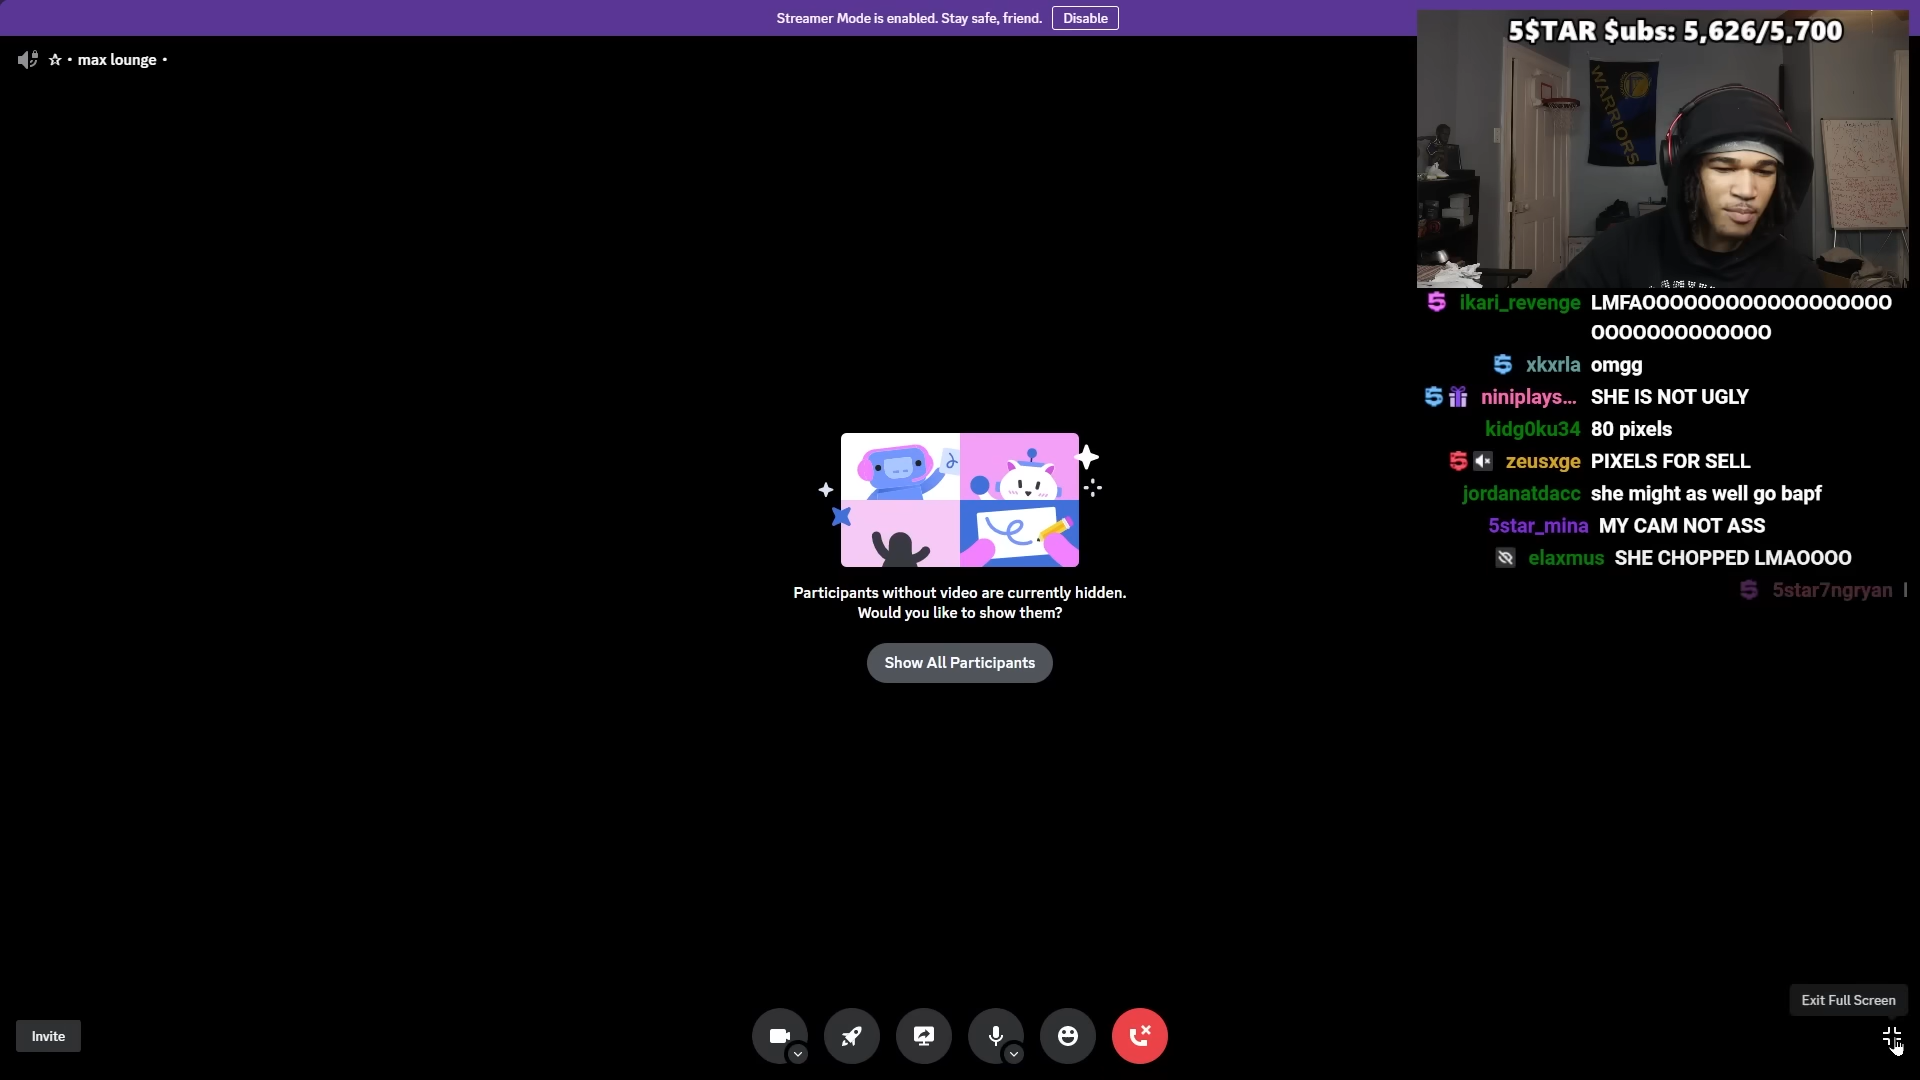 Streamer Mode is enabled. Stay safe, friend. Disable
☆ • max lounge •
5$TAR $ubs: 5,626/5,700
WARRIORS
ikari_revenge LMFAOOOOOOOOOOOOOOOOOO
OOOOOOOOOOOOO
xkxrla omgg
niniplays... SHE IS NOT UGLY
kidg0ku34 80 pixels
zeusxge PIXELS FOR SELL
jordanatdacc she might as well go bapf
5star_mina MY CAM NOT ASS
elaxmus SHE CHOPPED LMAOOOO
5star7ngryan l
Participants without video are currently hidden.
Would you like to show them?
Show All Participants
Exit Full Screen
Invite